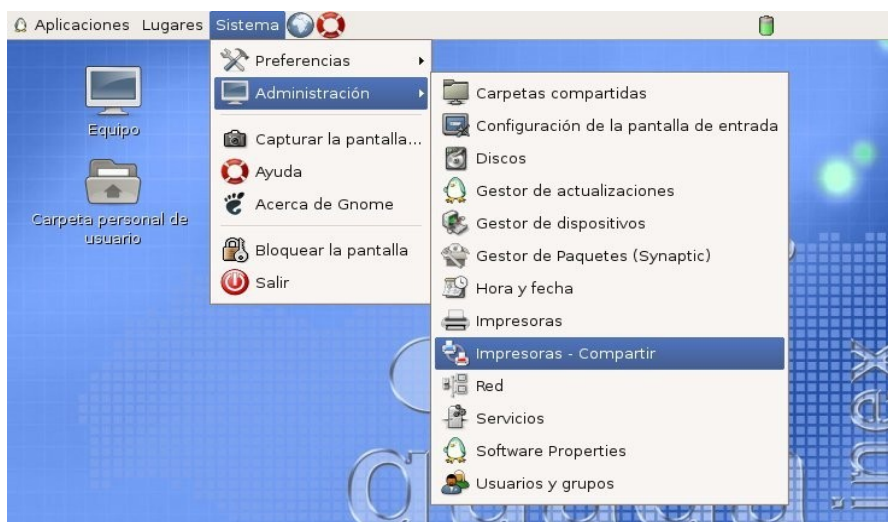 Aplicaciones Lugares Sistema
Equipo
Carpeta personal de
usuario
Preferencias
Administración
Capturar la pantalla...
Ayuda
Acerca de Gnome
Bloquear la pantalla
Salir
Carpetas compartidas
Configuración de la pantalla de entrada
Discos
Gestor de actualizaciones
Gestor de dispositivos
Gestor de Paquetes (Synaptic)
Hora y fecha
Impresoras
Impresoras - Compartir
Red
Servicios
Software Properties
Usuarios y grupos
inex